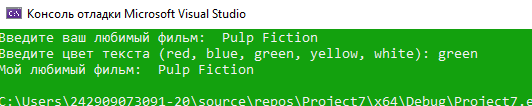 Консоль отладки Microsoft Visual Studio
Введите ваш любимый фильм:  Pulp Fiction
Введите цвет текста (red, blue, green, yellow, white): green
Мой любимый фильм:  Pulp Fiction
C:\Users\242909073091-20\source\repos\Project7\x64\Debug\Project7.